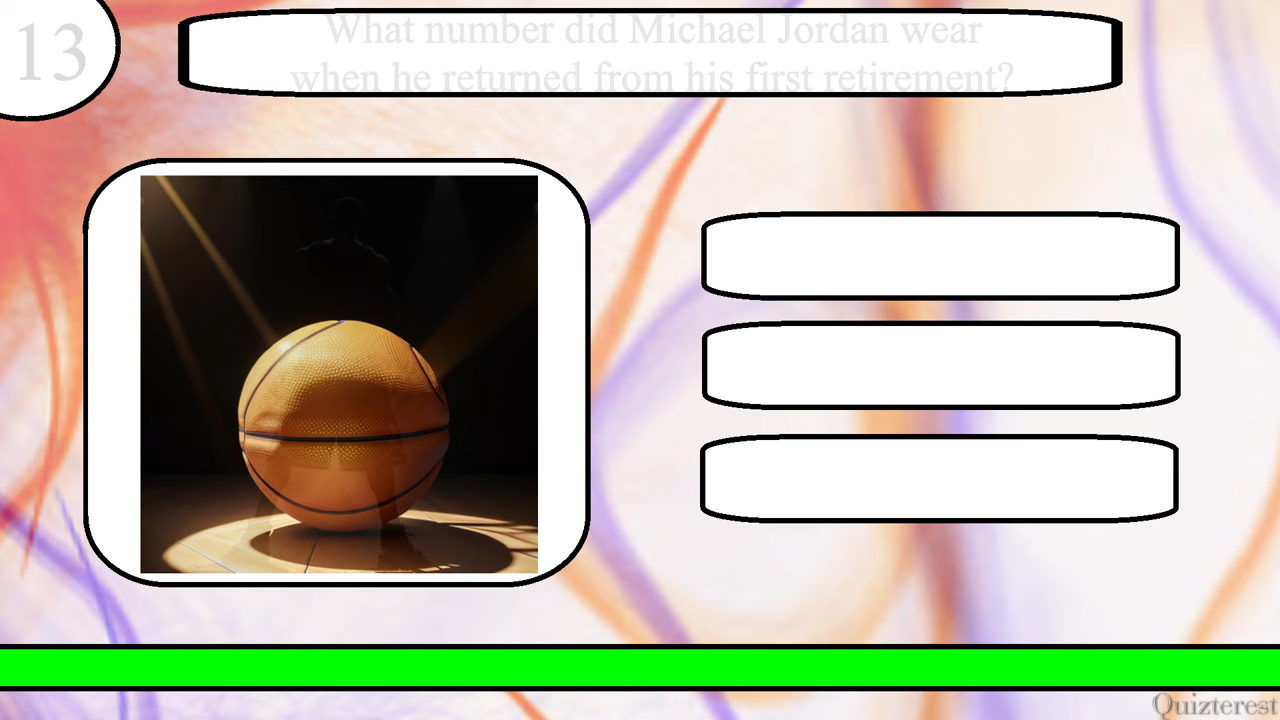 13
What number did Michael Jordan wear
when he returned from his first retirement?
Quizterest